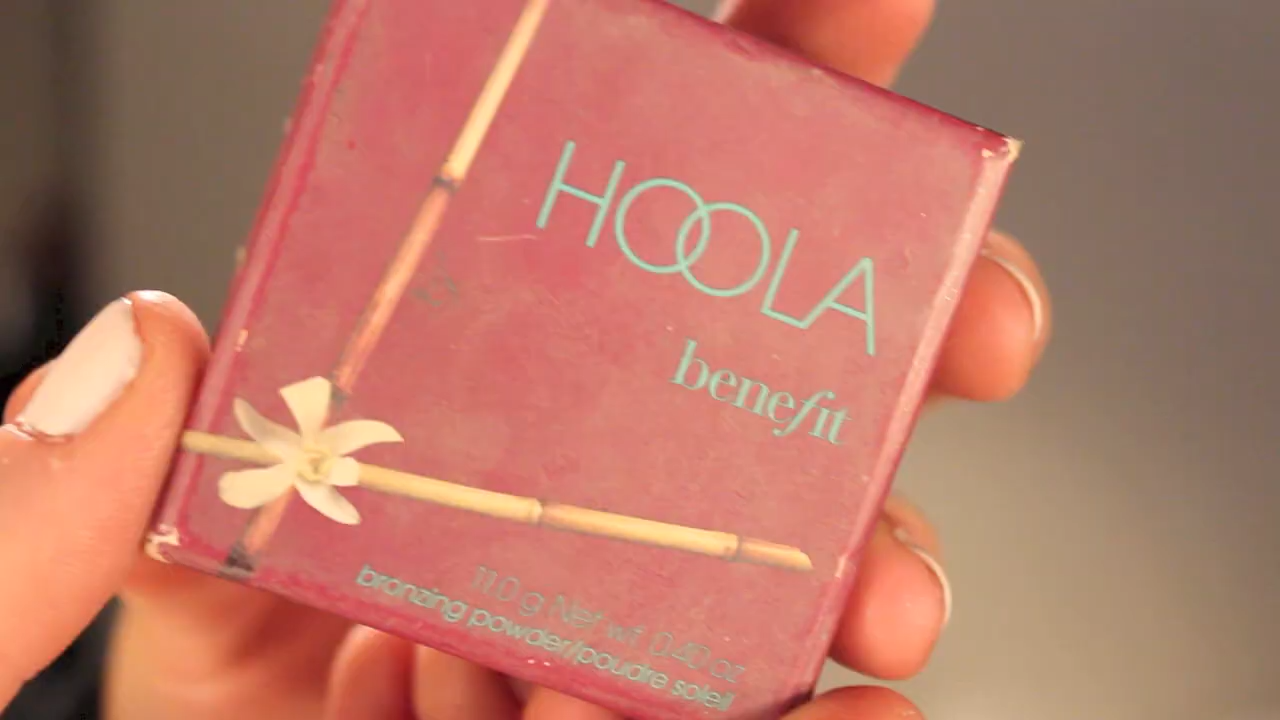 HOOLA
benefit
11.0 g Net wt. 0.40 oz
bronzing powder/poudre soleil